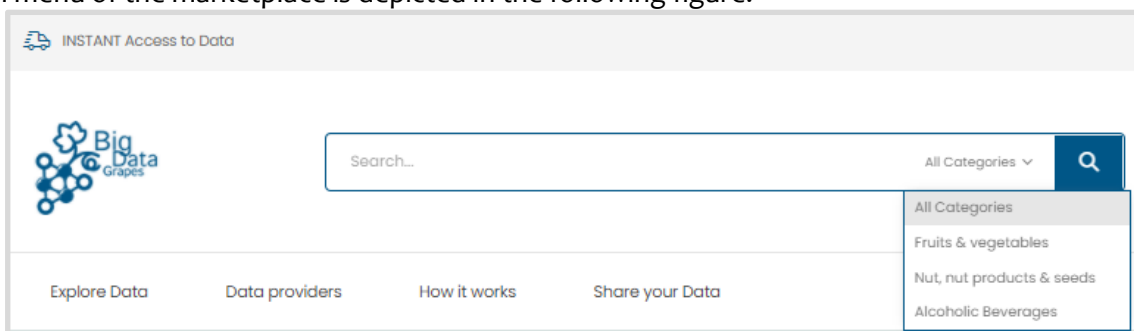 menu of the marketplace is depicted in the following figure.
INSTANT Access to Data
Big
Data
Grapes
Search...
All Categories
All Categories
Fruits & vegetables
Nut, nut products & seeds
Alcoholic Beverages
Explore Data Data providers How it works Share your Data